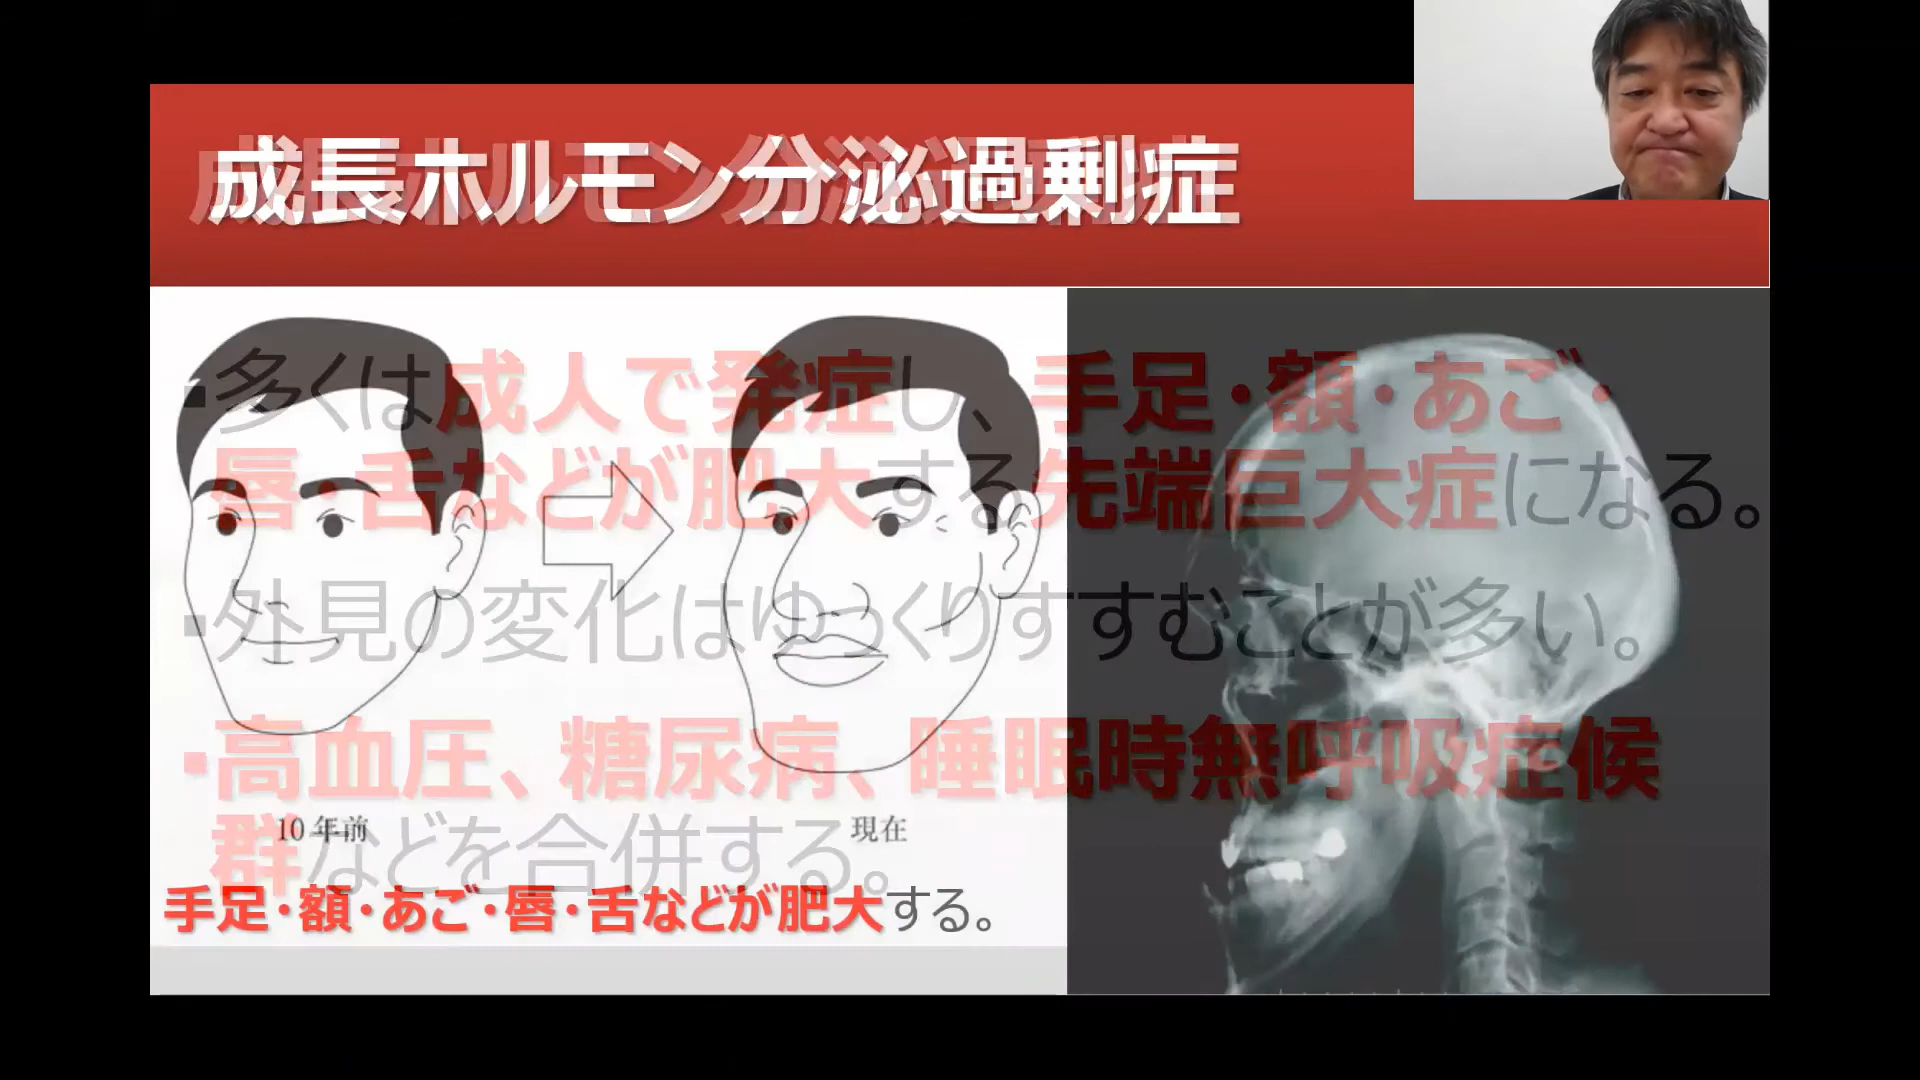 成長ホルモン分泌過剰症
▪多くは成人で発症し、手足・額・あご・
唇・舌などが肥大する先端巨大症になる。
▪外見の変化はゆっくりすすむことが多い。
▪高血圧、糖尿病、睡眠時無呼吸症候
群などを合併する。
10年前
現在
手足・額・あご・唇・舌などが肥大する。